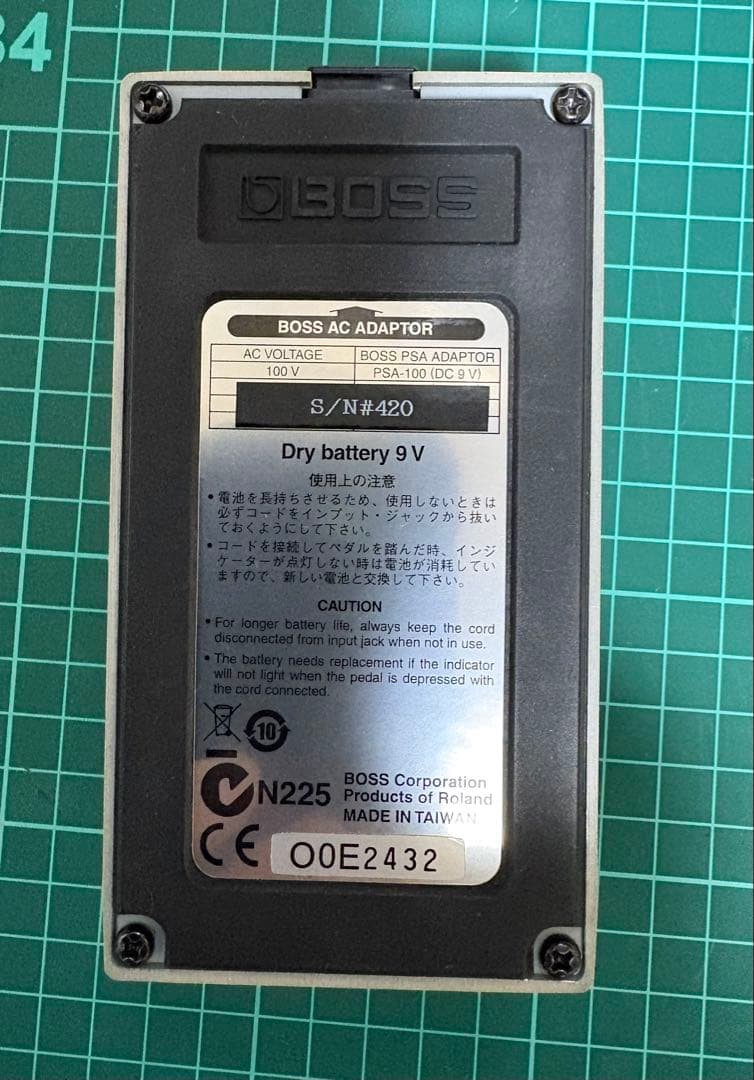 34
BOSS
BOSS AC ADAPTOR
AC VOLTAGE BOSS PSA ADAPTOR
100 V PSA-100 (DC 9 V)
S/N#420
Dry battery 9 V
使用上の注意
• 電池を長持ちさせるため、使用しないときは
必ずコードをインプット・ジャックから抜い
ておくようにして下さい。
• コードを接続してペダルを踏んだ時、インジ
ケーターが点灯しない時は電池が消耗してい
ますので、新しい電池と交換して下さい。
CAUTION
• For longer battery life, always keep the cord
disconnected from input jack when not in use.
• The battery needs replacement if the indicator
will not light when the pedal is depressed with
the cord connected.
10
N225
BOSS Corporation
Products of Roland
MADE IN TAIWAN
CE
O0E2432